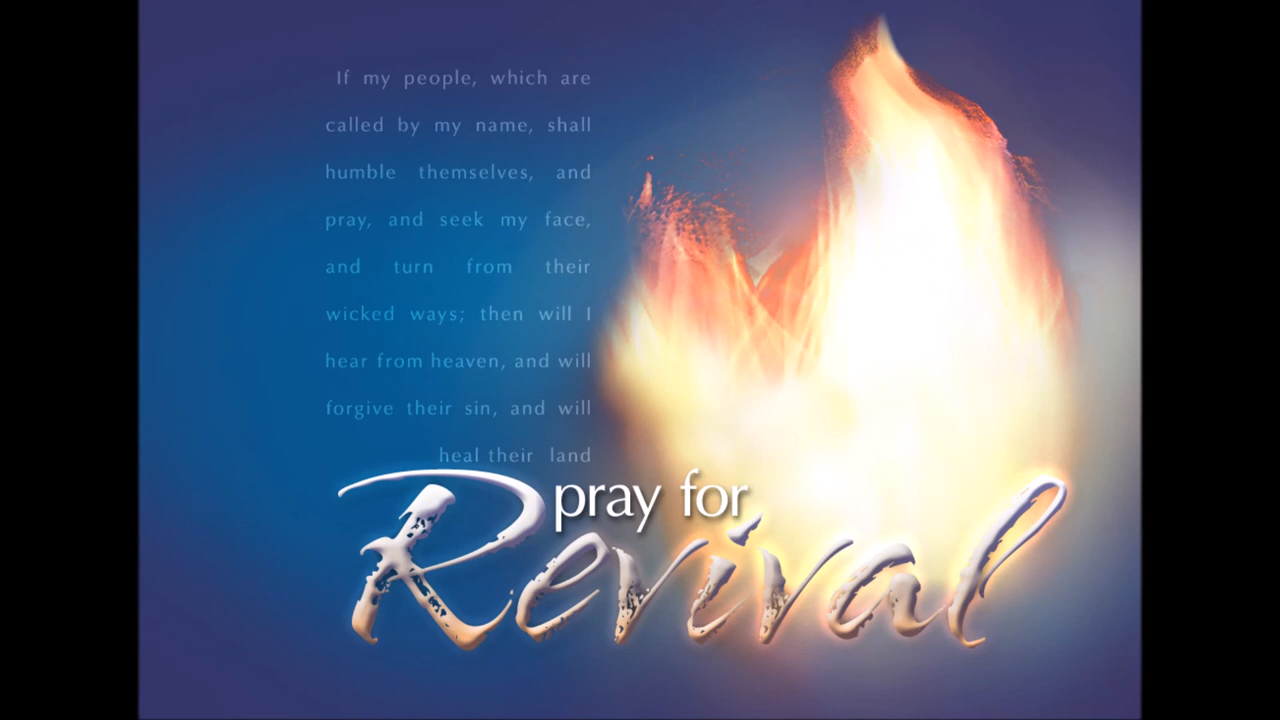 If my people, which are
called by my name, shall
humble themselves, and
pray, and seek my face,
and turn from their
wicked ways; then will I
hear from heaven, and will
forgive their sin, and will
heal their land
pray for
Revival